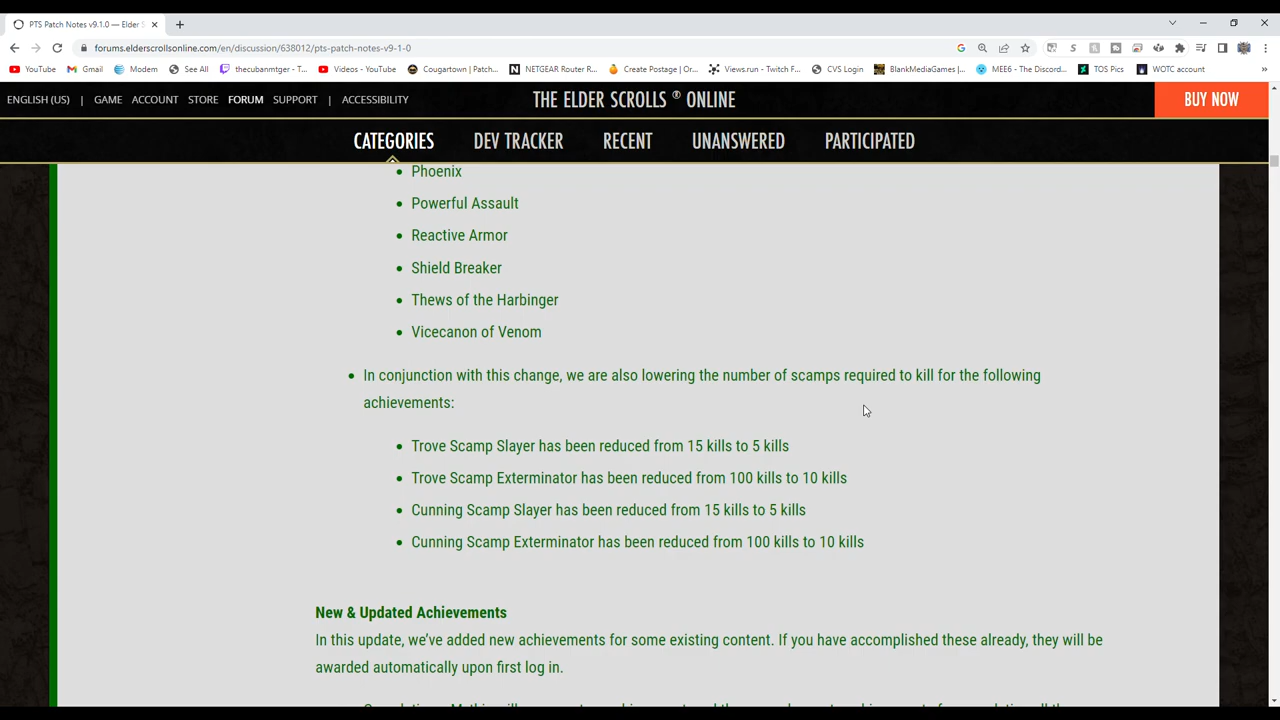 PTS Patch Notes v9.1.0 — Elder S
forums.elderscrollsonline.com/en/discussion/638012/pts-patch-notes-v9-1-0
YouTube Gmail Modem See All thecubanmtger - T... Videos - YouTube Cougartown | Patch... NETGEAR Router R... Create Postage | Or... Views.run - Twitch F... CVS Login BlankMediaGames |... MEE6 - The Discord... TOS Pics WOTC account »
ENGLISH (US) | GAME ACCOUNT STORE FORUM SUPPORT | ACCESSIBILITY THE ELDER SCROLLS ® ONLINE BUY NOW
CATEGORIES DEV TRACKER RECENT UNANSWERED PARTICIPATED
• Phoenix
• Powerful Assault
• Reactive Armor
• Shield Breaker
• Thews of the Harbinger
• Vicecanon of Venom
• In conjunction with this change, we are also lowering the number of scamps required to kill for the following
achievements:
• Trove Scamp Slayer has been reduced from 15 kills to 5 kills
• Trove Scamp Exterminator has been reduced from 100 kills to 10 kills
• Cunning Scamp Slayer has been reduced from 15 kills to 5 kills
• Cunning Scamp Exterminator has been reduced from 100 kills to 10 kills
New & Updated Achievements
In this update, we've added new achievements for some existing content. If you have accomplished these already, they will be
awarded automatically upon first log in.